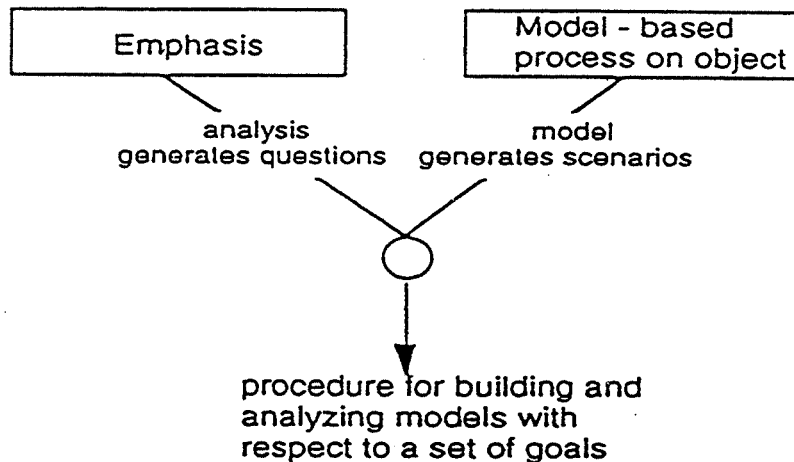 Emphasis
Model - based
process on object
analysis
generates questions
model
generates scenarios
procedure for building and
analyzing models with
respect to a set of goals